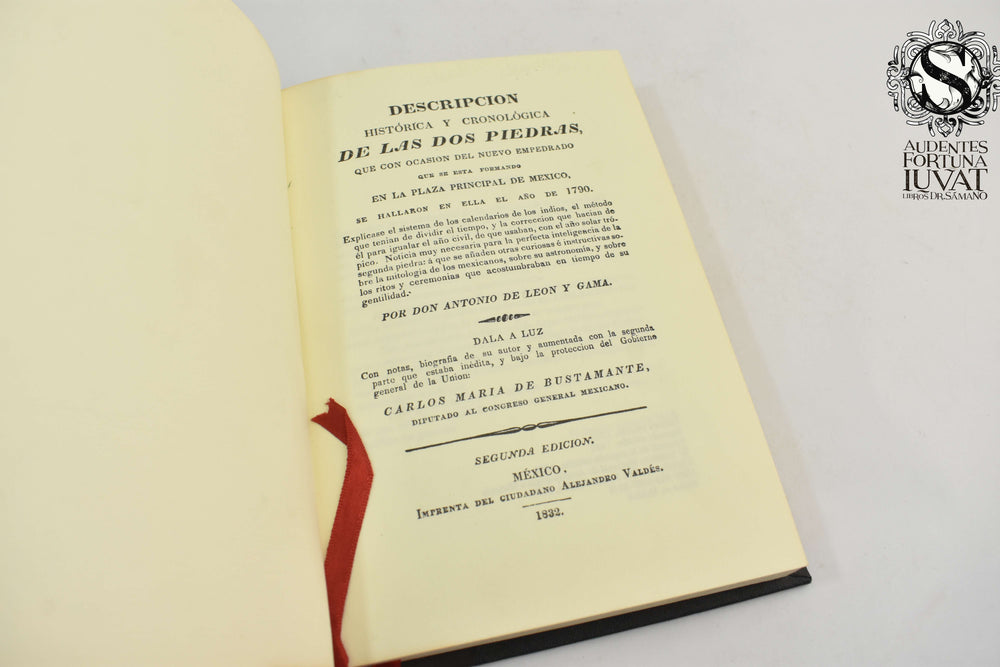 DESCRIPCION
HISTÓRICA Y CRONOLÒGICA
DE LAS DOS PIEDRAS,
QUE CON OCASION DEL NUEVO EMPEDRADO
QUE SE ESTA FORMANDO
EN LA PLAZA PRINCIPAL DE MEXICO,
SE HALLARON EN ELLA EL AÑO DE 1790.
Explícase el sistema de los calendarios de los indios, el método
que tenian de dividir el tiempo, y la correccion que hacian de
él para igualar el año civil, de que usaban, con el año solar tró-
pico. Noticia muy necesaria para la perfecta inteligencia de la
segunda piedra: á que se añaden otras curiosas é instructivas so-
bre la mitologia de los mexicanos, sobre su astronomía, y sobre
los ritos y ceremonias que acostumbraban en tiempo de su
gentilidad.
POR DON ANTONIO DE LEON Y GAMA.
DALA A LUZ
Con notas, biografia de su autor y aumentada con la segunda
parte que estaba inédita, y bajo la proteccion del Gobierno
general de la Union:
CARLOS MARIA DE BUSTAMANTE,
DIPUTADO AL CONGRESO GENERAL MEXICANO.
SEGUNDA EDICION.
MÉXICO.
IMPRENTA DEL CIUDADANO ALEJANDRO VALDÉS.
1832.
S
AUDENTES
FORTUNA
IUVAT
LIBROS DR. SÁMANO